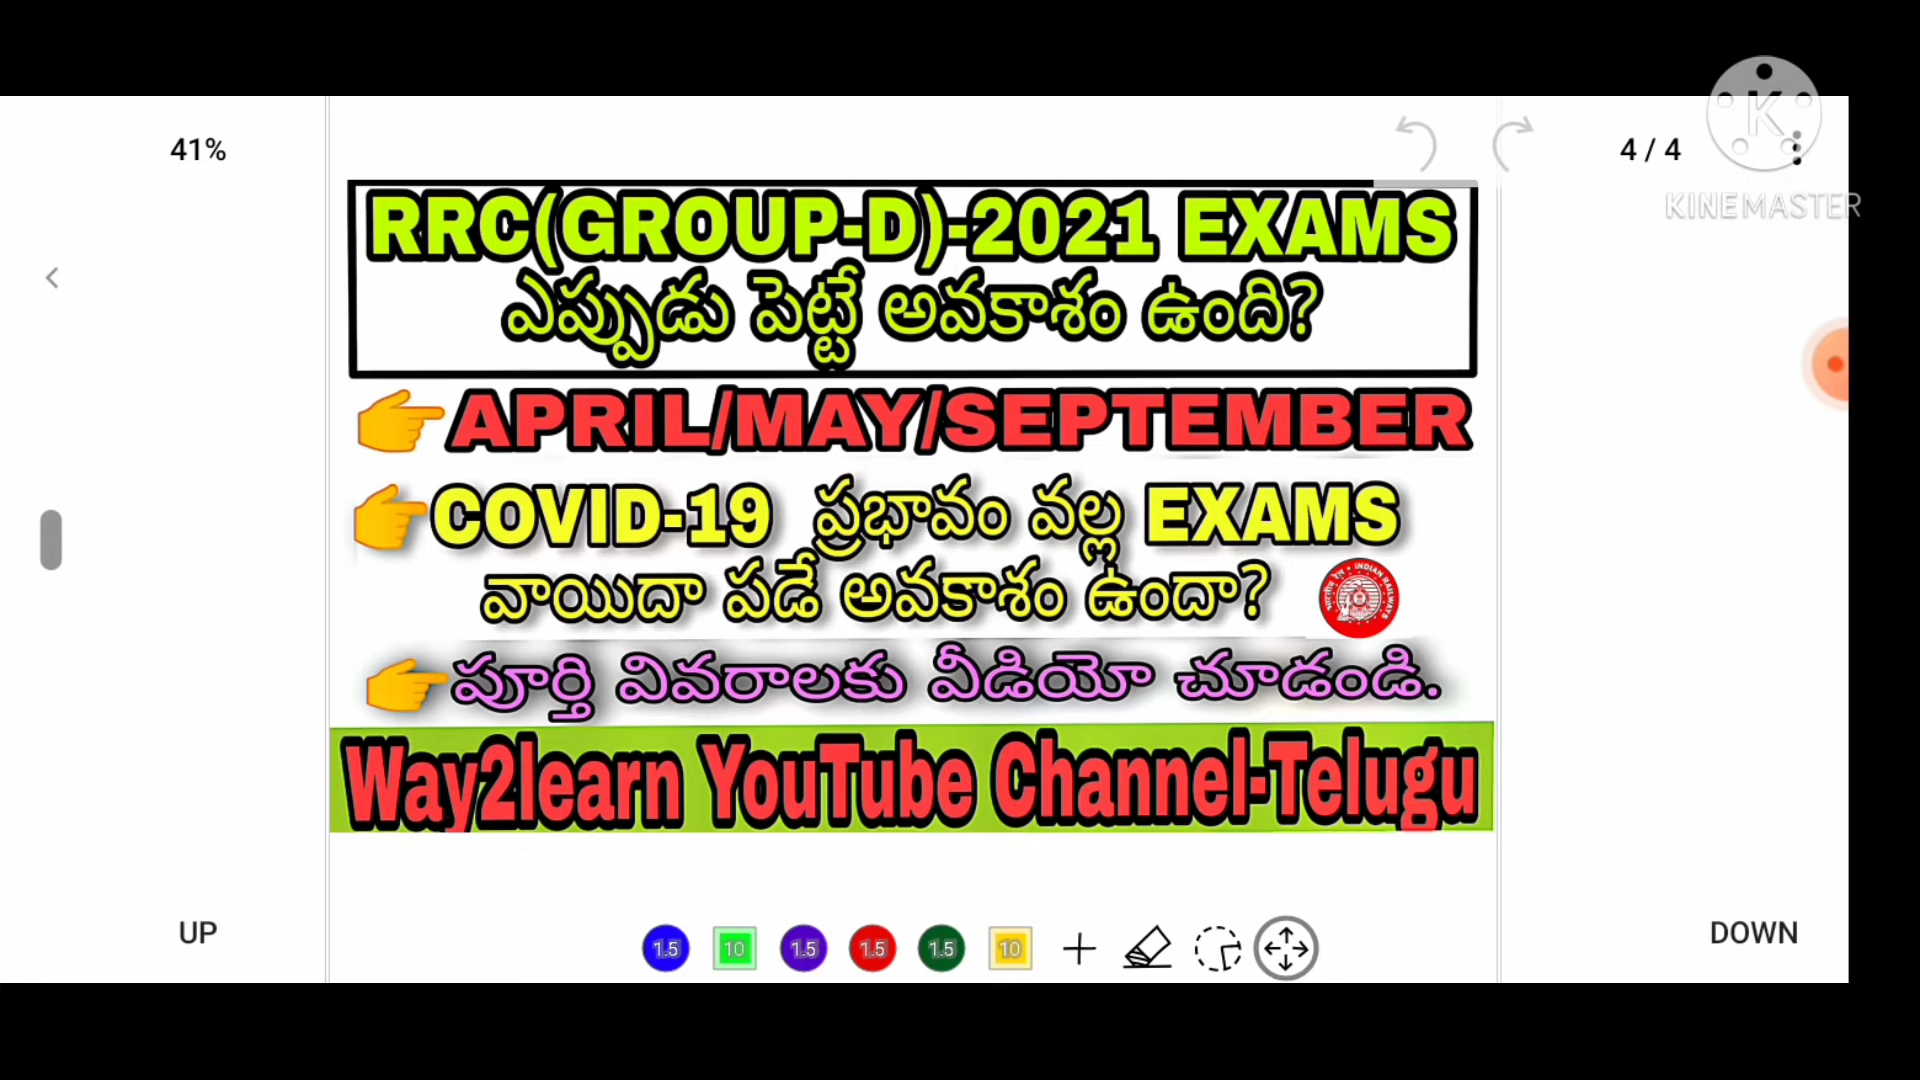 41%
4 / 4
KINEMASTER
RRC(GROUP-D)-2021 EXAMS
ఎప్పుడు పెట్టే అవకాశం ఉంది?
👉APRIL/MAY/SEPTEMBER
👉COVID-19 ప్రభావం వల్ల EXAMS
వాయిదా పడే అవకాశం ఉందా?
INDIAN RAILWAYS
👉పూర్తి వివరాలకు వీడియో చూడండి.
Way2learn YouTube Channel-Telugu
UP
DOWN
1.5 10 1.5 1.5 1.5 10